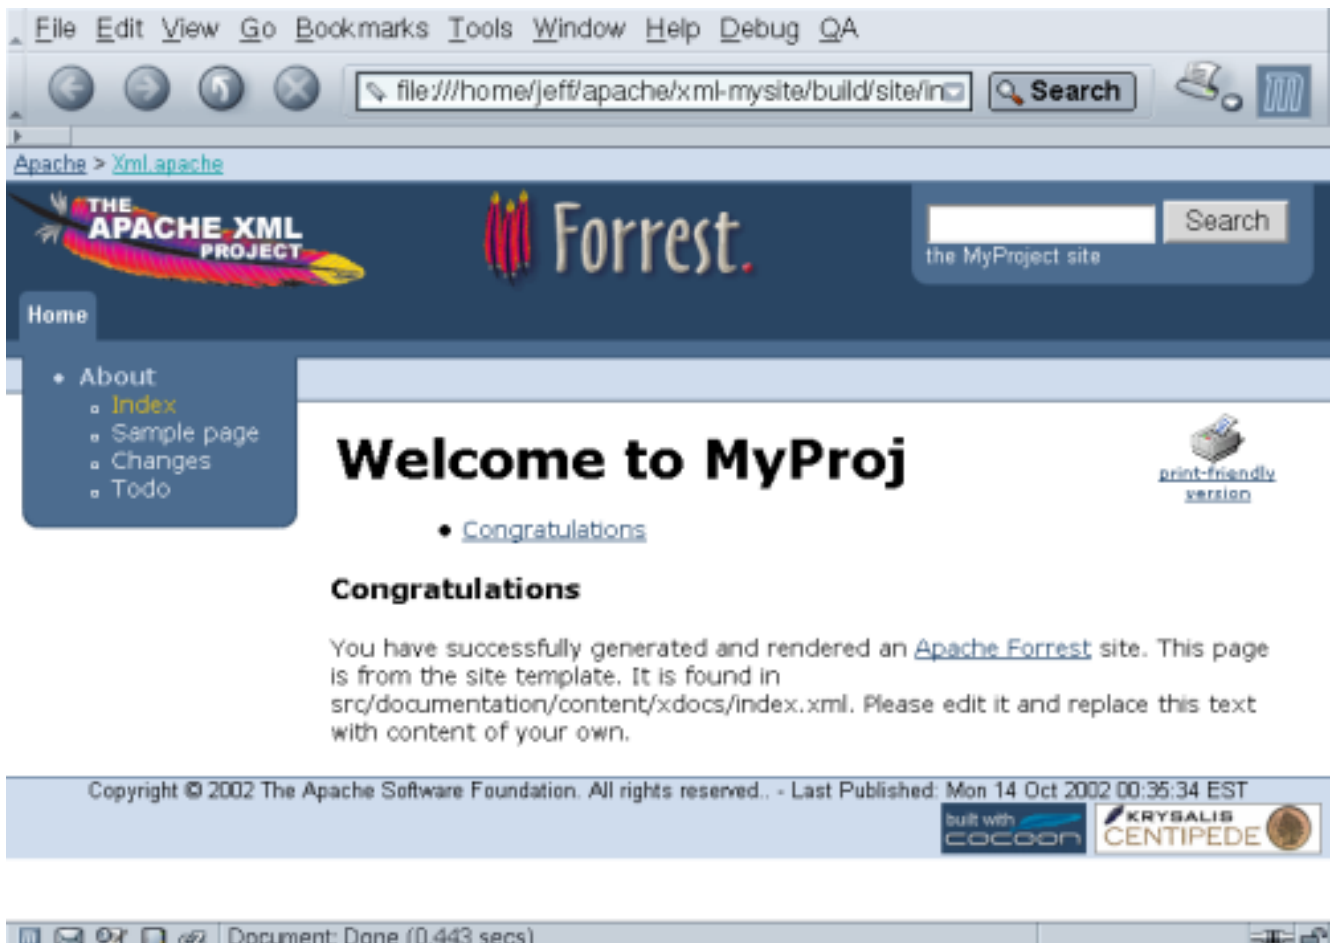 File Edit View Go Bookmarks Tools Window Help Debug QA
file:///home/jeff/apache/xml-mysite/build/site/in Search
Apache > Xml.apache
THE
APACHE XML
PROJECT
Forrest.
Search
the MyProject site
Home
About
Index
Sample page
Changes
Todo
Welcome to MyProj
print-friendly
version
Congratulations
Congratulations
You have successfully generated and rendered an Apache Forrest site. This page
is from the site template. It is found in
src/documentation/content/xdocs/index.xml. Please edit it and replace this text
with content of your own.
Copyright © 2002 The Apache Software Foundation. All rights reserved.. - Last Published: Mon 14 Oct 2002 00:35:34 EST
built with
cocoon
KRYSALIS
CENTIPEDE
Document: Done (0.443 secs)